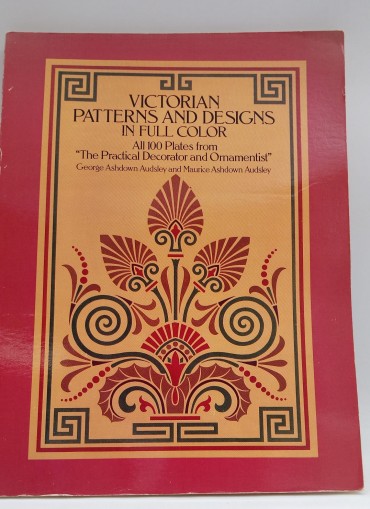 VICTORIAN
PATTERNS AND DESIGNS
IN FULL COLOR
All 100 Plates from
"The Practical Decorator and Ornamentist"
George Ashdown Audsley and Maurice Ashdown Audsley